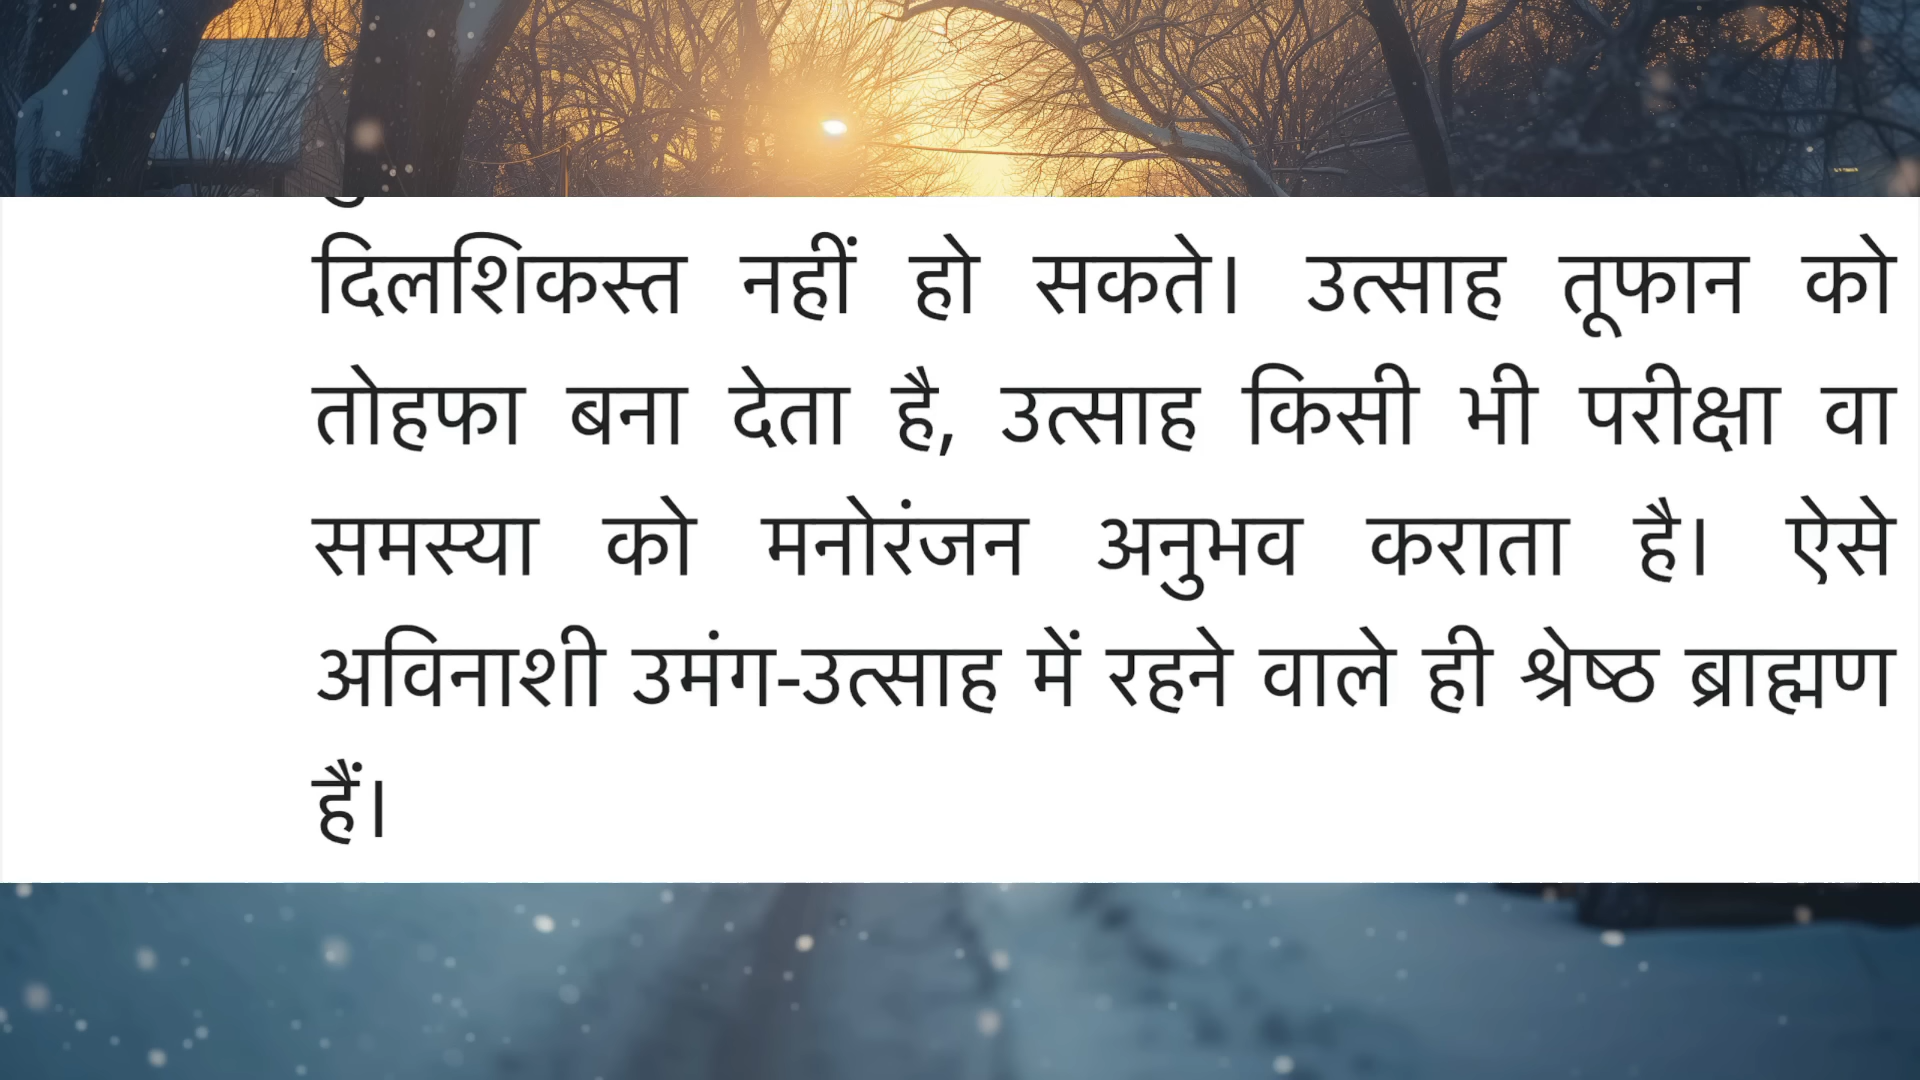 दिलशिकस्त नहीं हो सकते। उत्साह तूफान को
तोहफा बना देता है, उत्साह किसी भी परीक्षा वा
समस्या को मनोरंजन अनुभव कराता है। ऐसे
अविनाशी उमंग-उत्साह में रहने वाले ही श्रेष्ठ ब्राह्मण
हैं।